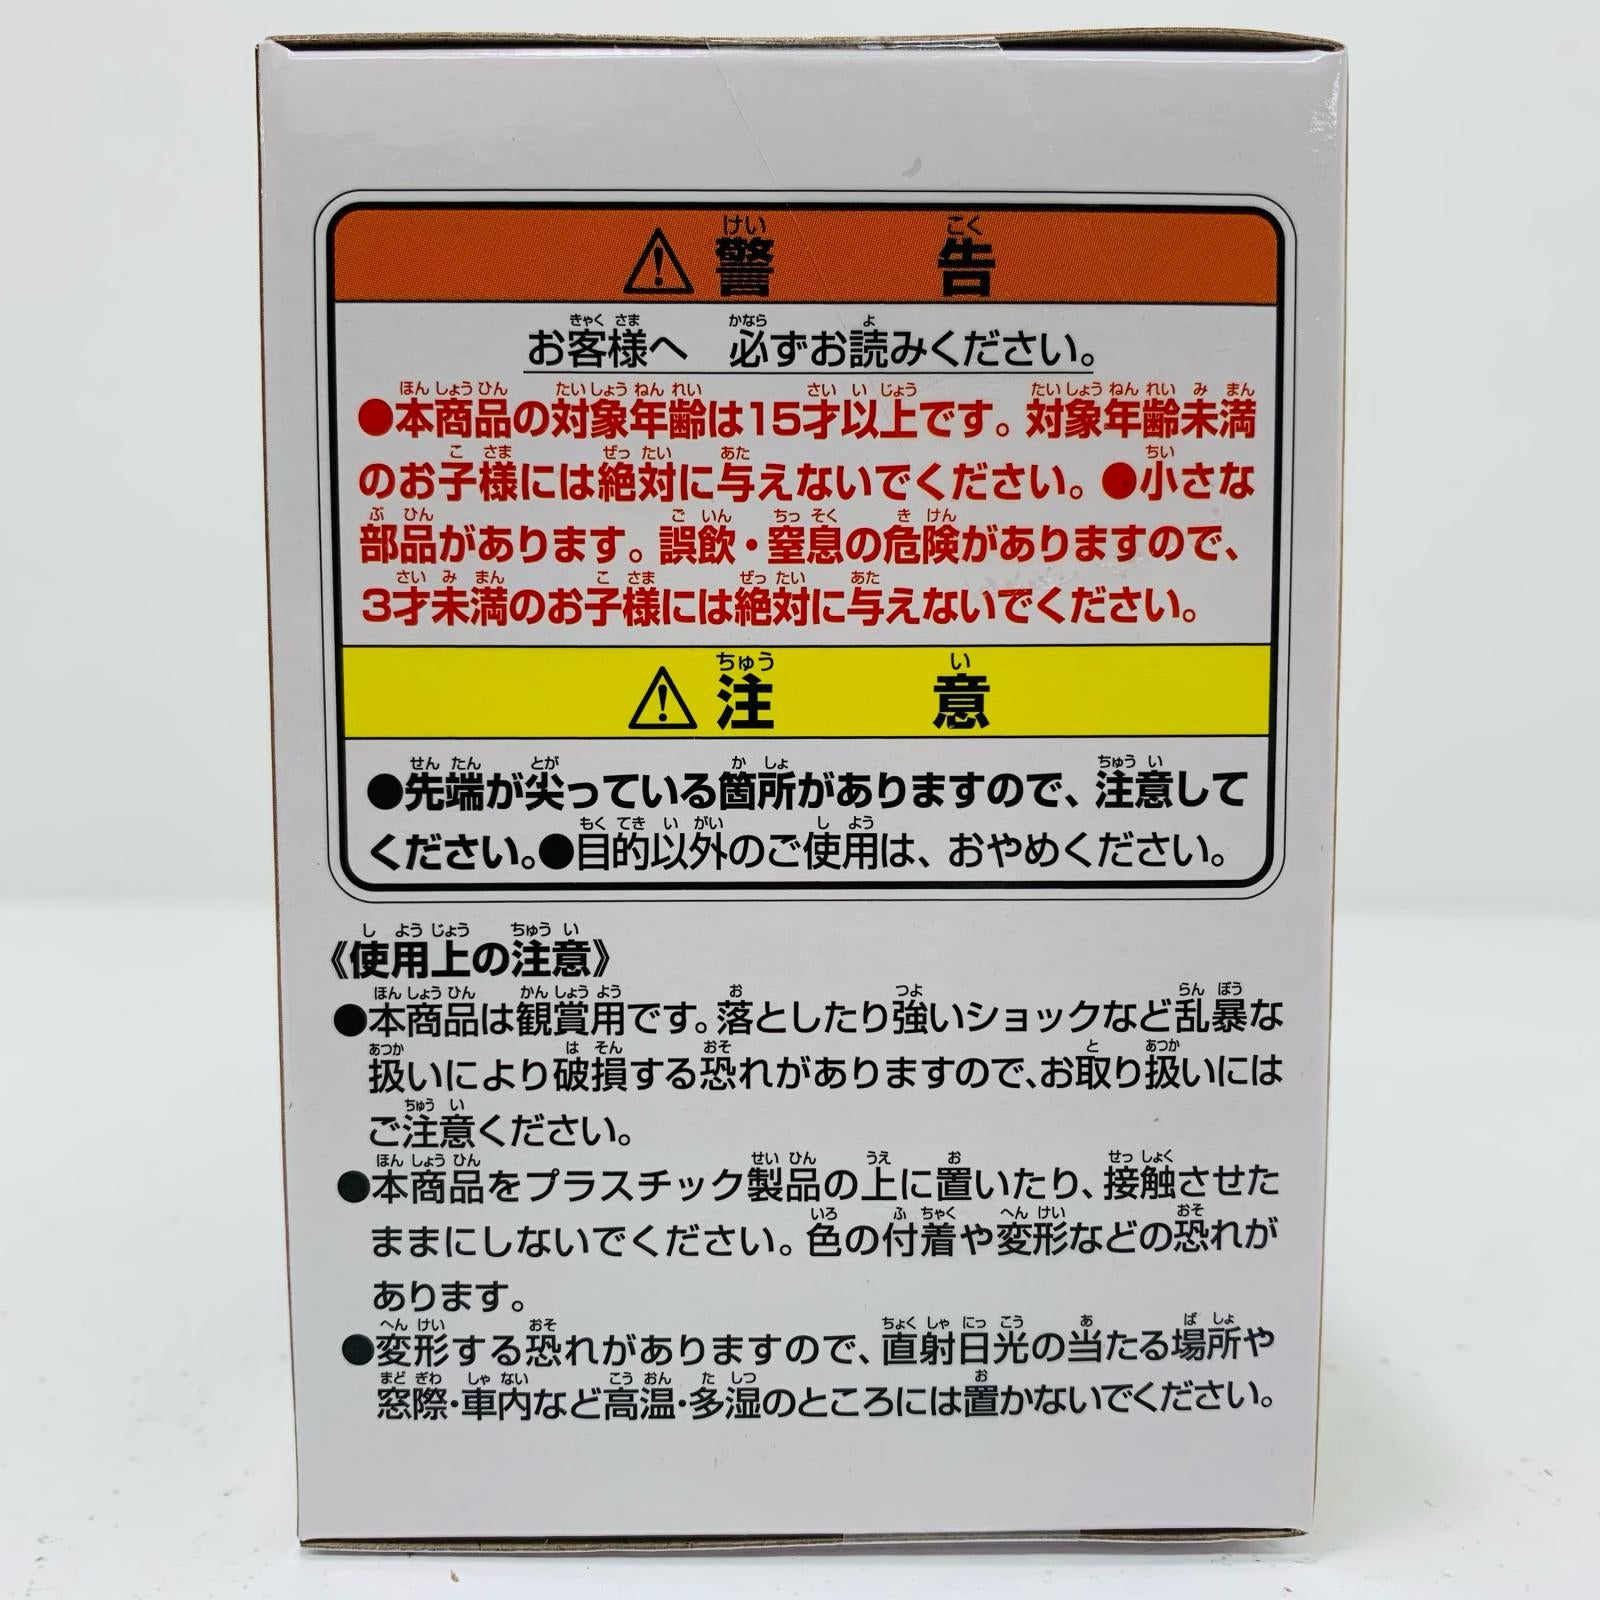 ⚠警告
お客様へ 必ずお読みください。
●本商品の対象年齢は15才以上です。対象年齢未満
のお子様には絶対に与えないでください。●小さな
部品があります。誤飲・窒息の危険がありますので、
3才未満のお子様には絶対に与えないでください。
⚠注意
●先端が尖っている箇所がありますので、注意して
ください。●目的以外のご使用は、おやめください。
《使用上の注意》
●本商品は観賞用です。落としたり強いショックなど乱暴な
扱いにより破損する恐れがありますので、お取り扱いには
ご注意ください。
●本商品をプラスチック製品の上に置いたり、接触させた
ままにしないでください。色の付着や変形などの恐れが
あります。
●変形する恐れがありますので、直射日光の当たる場所や
窓際・車内など高温・多湿のところには置かないでください。